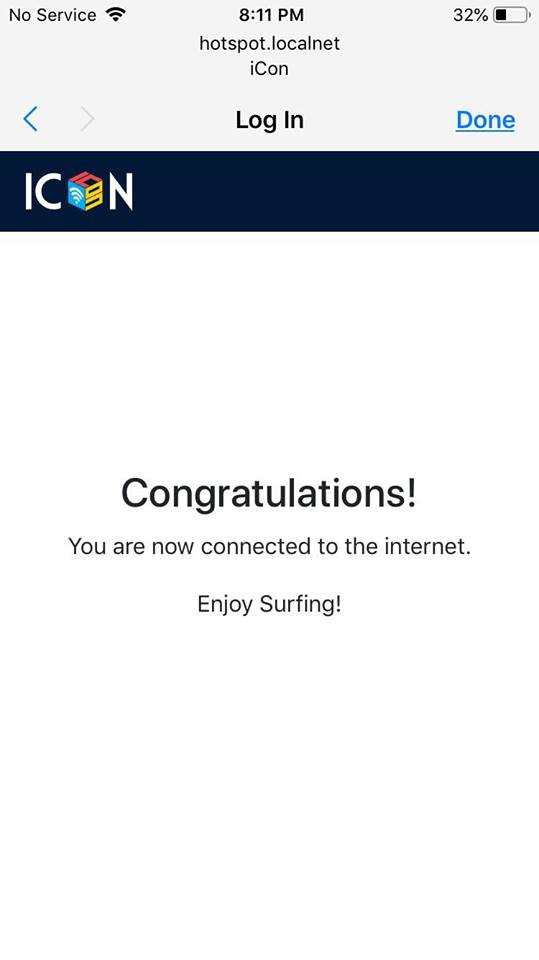 No Service 8:11 PM 32%
hotspot.localnet
iCon
Log In Done
ICON
Congratulations!
You are now connected to the internet.
Enjoy Surfing!